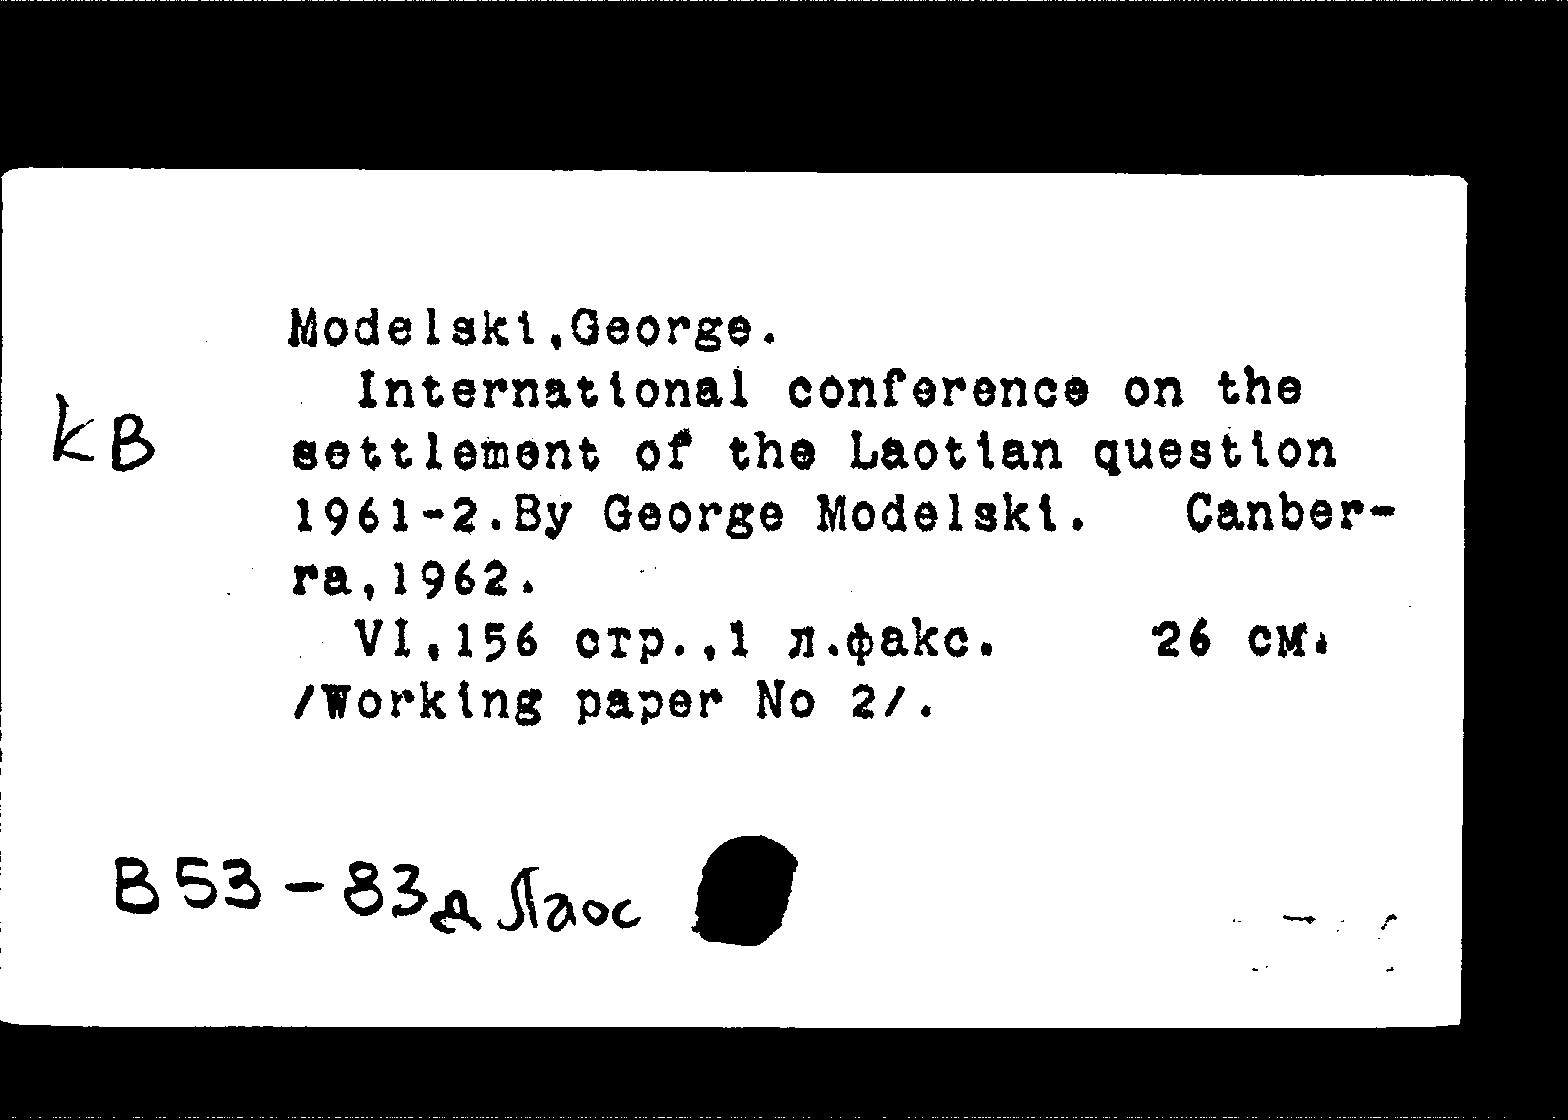 Modelski,George.
International conference on the
кв
settlement of the Laotian question
1961-2.By George Modelski. Canber-
ra,1962.
VI,156 стр.,1 л.факс. 26 см.
/Working paper No 2/.
B53-83д Лаос